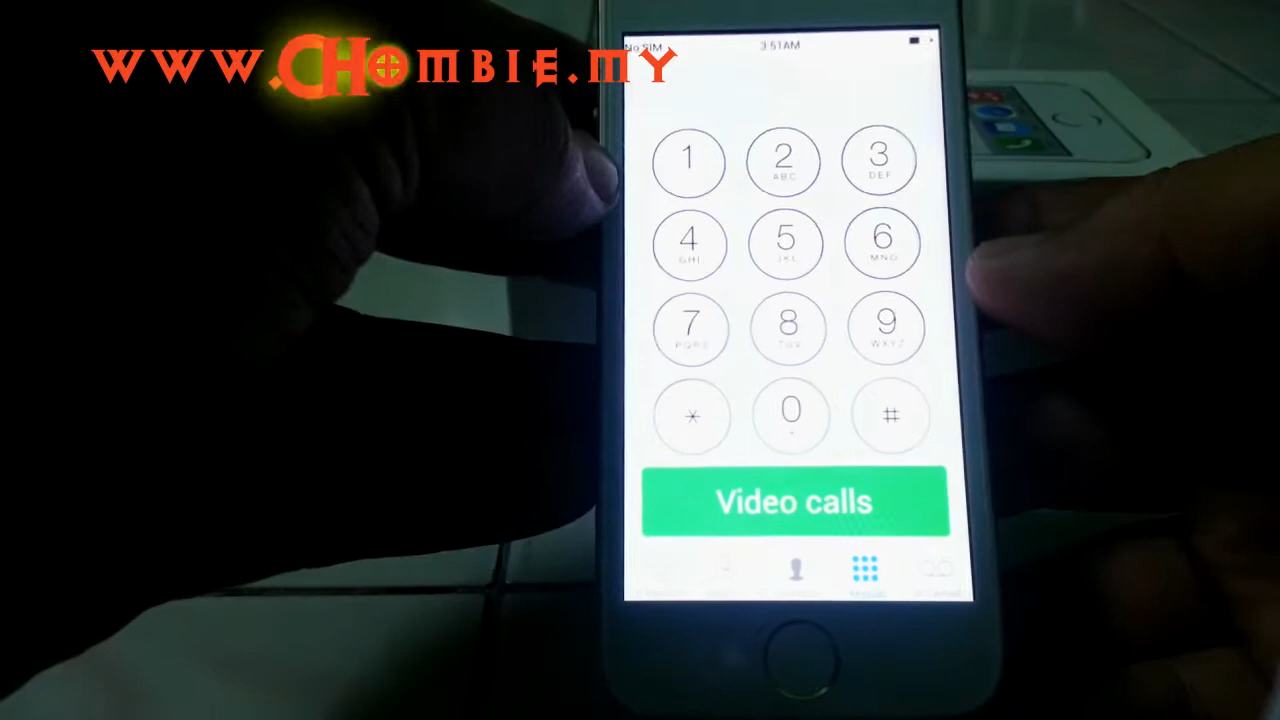 www.CHombie.my
No SIM
3:51AM
1
2
ABC
3
DEF
4
GHI
5
JKL
6
MNO
7
PQRS
8
TUV
9
WXYZ
*
0
#
Video calls
Keypad